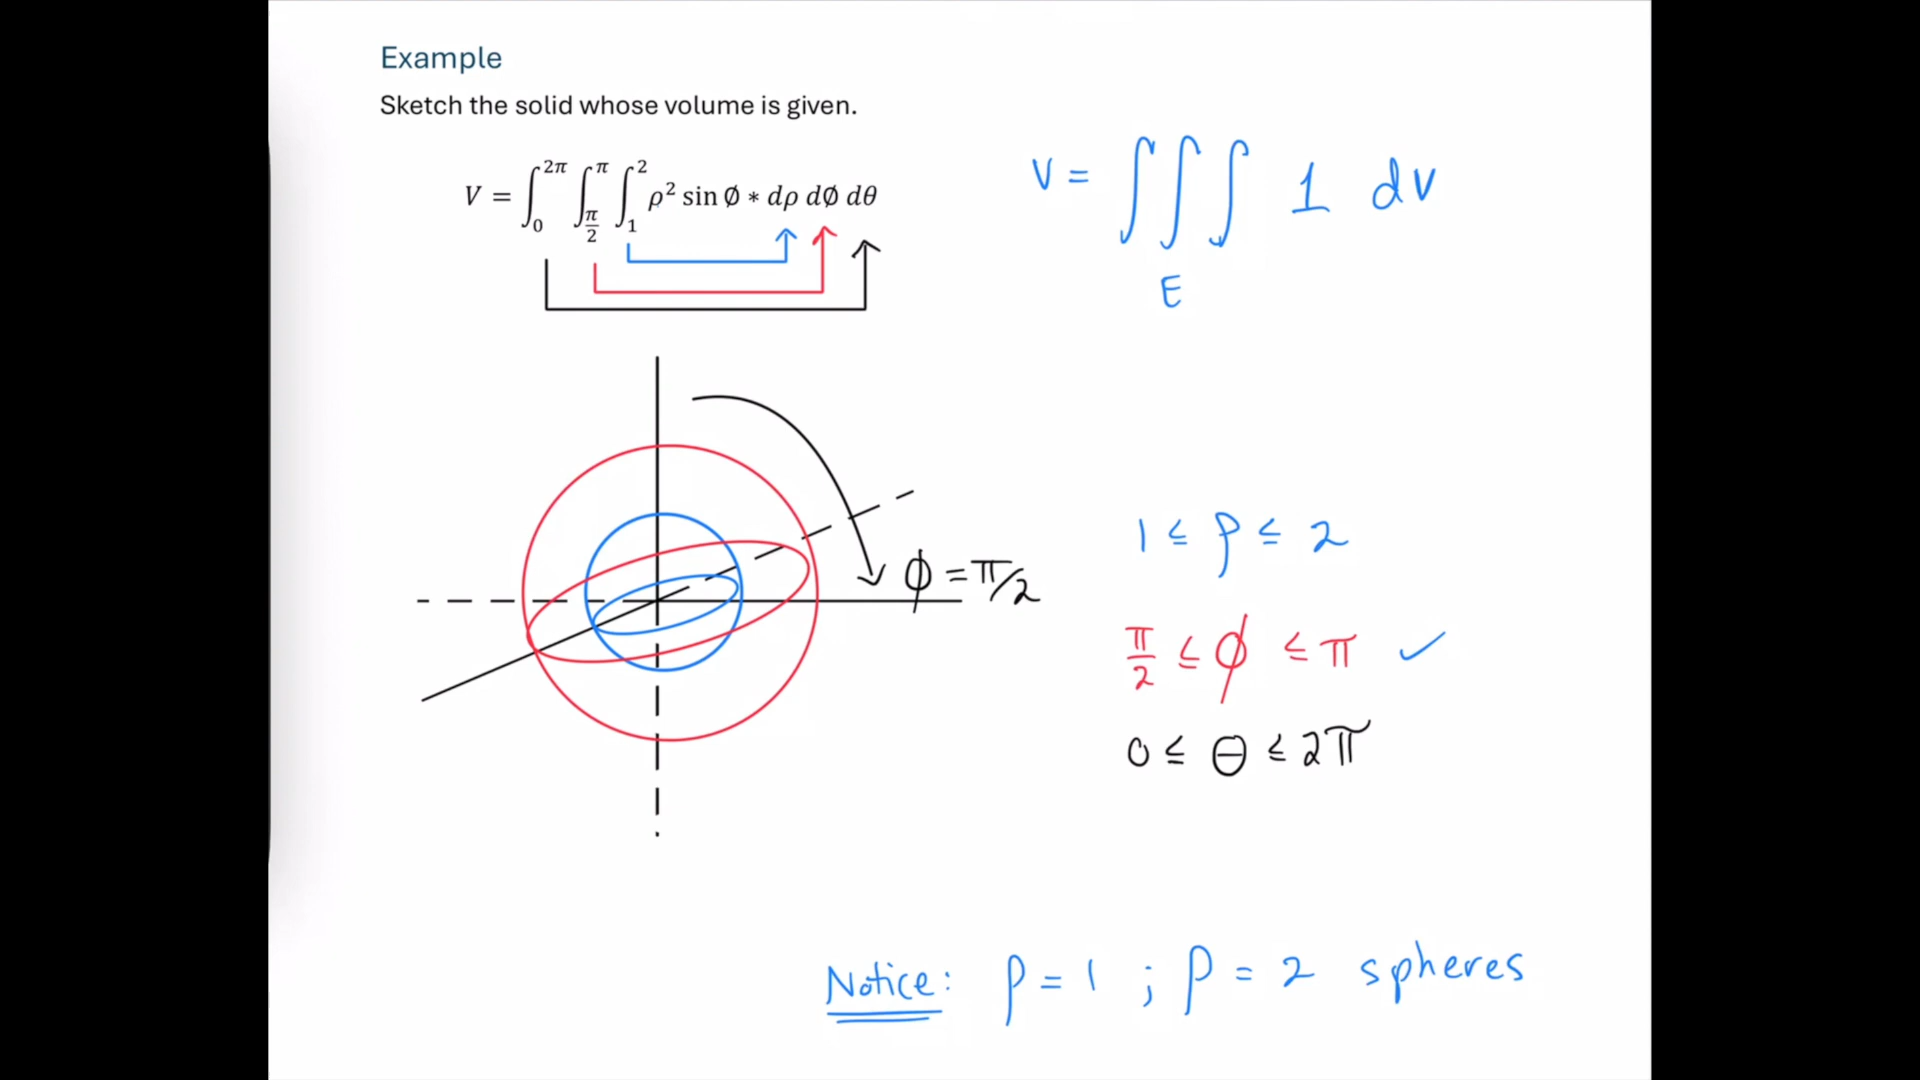 Example
Sketch the solid whose volume is given.
V = ∫_0^{2π} ∫_{π/2}^{π} ∫_1^2 ρ² sin Ø * dρ dØ dθ
V = ∫∫∫_E 1 dV
ϕ = π/2
1 ≤ ρ ≤ 2
π/2 ≤ ϕ ≤ π ✓
0 ≤ θ ≤ 2π
Notice: ρ = 1 ; ρ = 2 spheres